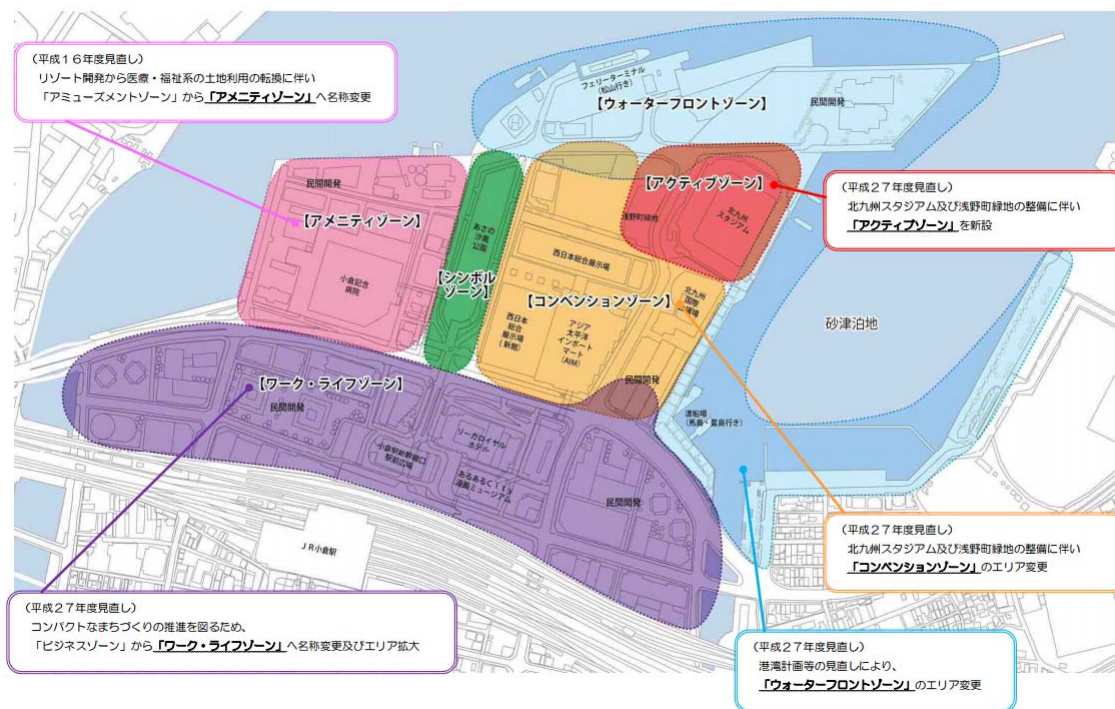 (平成16年度見直し)
リゾート開発から医療・福祉系の土地利用の転換に伴い
「アミューズメントゾーン」から「アメニティゾーン」へ名称変更
フェリーターミナル
(松山行き)
【ウォーターフロントゾーン】
民間開発
民間開発
【アメニティゾーン】
小倉記念
病院
あさの
汐風
公園
【シンボル
ゾーン】
【アクティブゾーン】
浅野町緑地
北九州
スタジアム
(平成27年度見直し)
北九州スタジアム及び浅野町緑地の整備に伴い
「アクティブゾーン」を新設
西日本総合展示場
【コンベンションゾーン】
西日本
総合
展示場
(新館)
アジア
太平洋
インポート
マート
(AIM)
北九州
国際
会議場
民間開発
砂津泊地
渡船場
(馬島・藍島行き)
【ワーク・ライフゾーン】
民間開発
リーガロイヤル
ホテル
小倉駅新幹線口
駅前広場
あるあるCity
漫画ミュージアム
民間開発
JR小倉駅
(平成27年度見直し)
北九州スタジアム及び浅野町緑地の整備に伴い
「コンベンションゾーン」のエリア変更
(平成27年度見直し)
コンパクトなまちづくりの推進を図るため、
「ビジネスゾーン」から「ワーク・ライフゾーン」へ名称変更及びエリア拡大
(平成27年度見直し)
港湾計画等の見直しにより、
「ウォーターフロントゾーン」のエリア変更